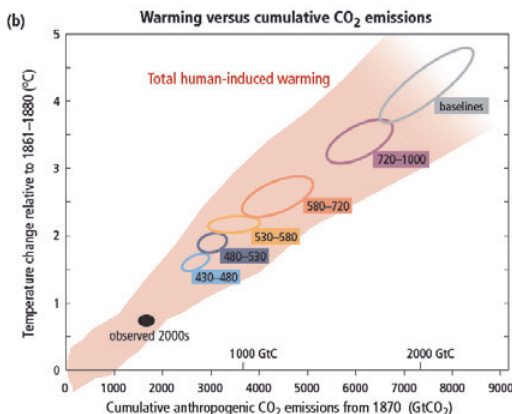 (b)
Warming versus cumulative CO₂ emissions
Temperature change relative to 1861–1880 (°C)
5
4
3
2
1
0
Total human-induced warming
baselines
720–1000
580–720
530–580
480–530
430–480
observed 2000s
1000 GtC
2000 GtC
0 1000 2000 3000 4000 5000 6000 7000 8000 9000
Cumulative anthropogenic CO₂ emissions from 1870 (GtCO₂)